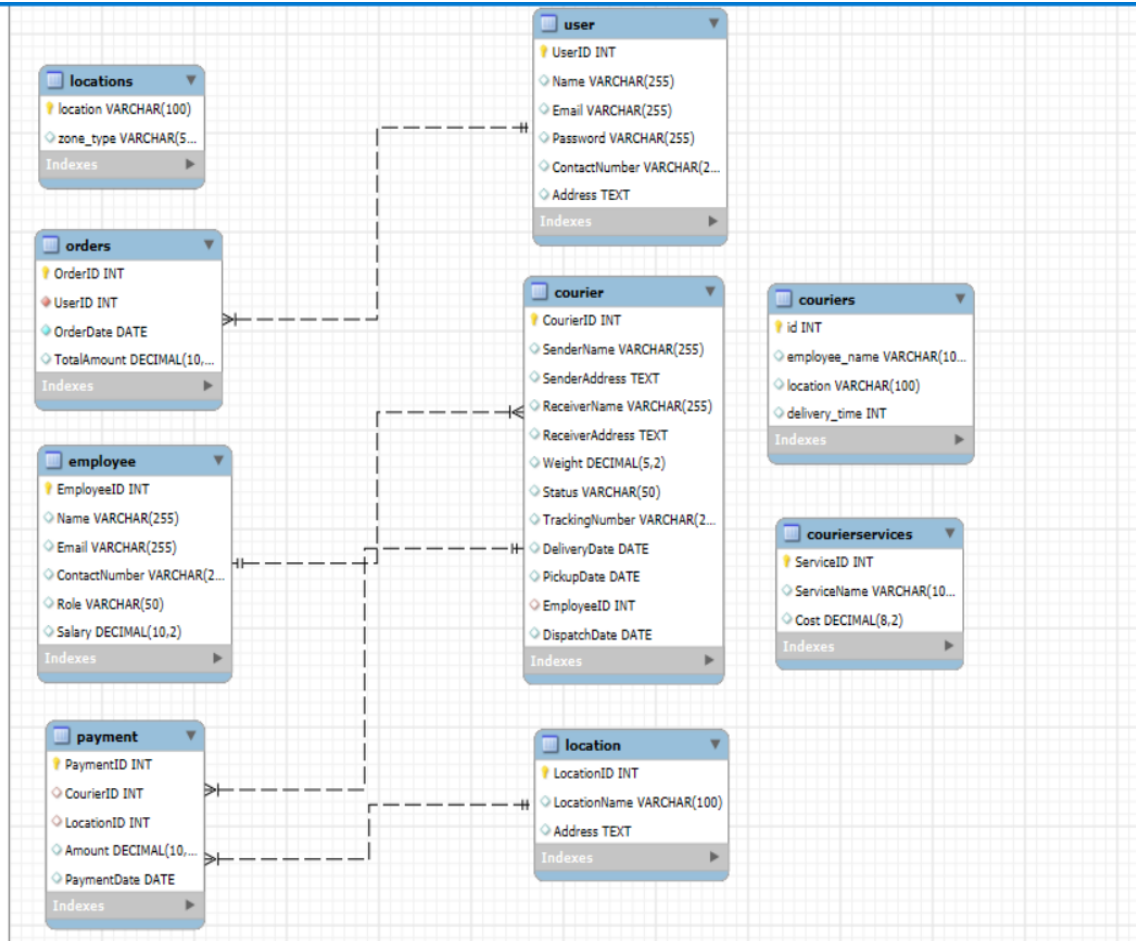 locations
location VARCHAR(100)
zone_type VARCHAR(5...
Indexes
orders
OrderID INT
UserID INT
OrderDate DATE
TotalAmount DECIMAL(10,...
Indexes
employee
EmployeeID INT
Name VARCHAR(255)
Email VARCHAR(255)
ContactNumber VARCHAR(2...
Role VARCHAR(50)
Salary DECIMAL(10,2)
Indexes
payment
PaymentID INT
CourierID INT
LocationID INT
Amount DECIMAL(10,...
PaymentDate DATE
Indexes
user
UserID INT
Name VARCHAR(255)
Email VARCHAR(255)
Password VARCHAR(255)
ContactNumber VARCHAR(2...
Address TEXT
Indexes
courier
CourierID INT
SenderName VARCHAR(255)
SenderAddress TEXT
ReceiverName VARCHAR(255)
ReceiverAddress TEXT
Weight DECIMAL(5,2)
Status VARCHAR(50)
TrackingNumber VARCHAR(2...
DeliveryDate DATE
PickupDate DATE
EmployeeID INT
DispatchDate DATE
Indexes
location
LocationID INT
LocationName VARCHAR(100)
Address TEXT
Indexes
couriers
id INT
employee_name VARCHAR(10...
location VARCHAR(100)
delivery_time INT
Indexes
courierservices
ServiceID INT
ServiceName VARCHAR(10...
Cost DECIMAL(8,2)
Indexes